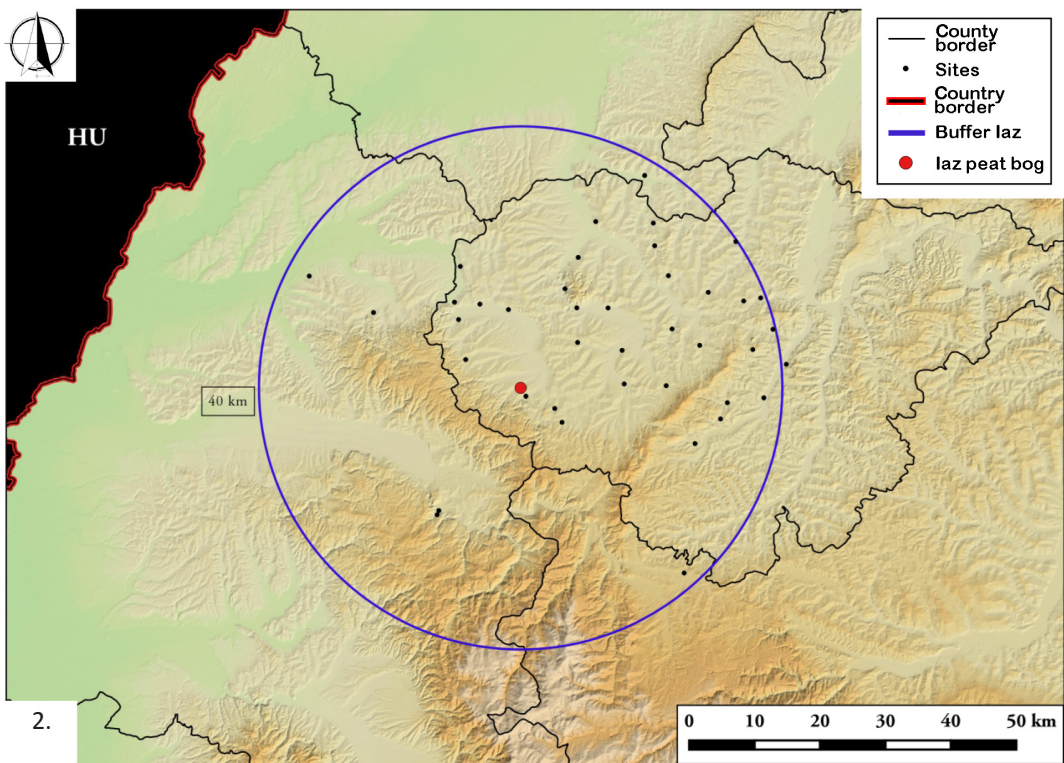 County
border
Sites
Country
border
Buffer Iaz
Iaz peat bog
HU
40 km
2.
0 10 20 30 40 50 km